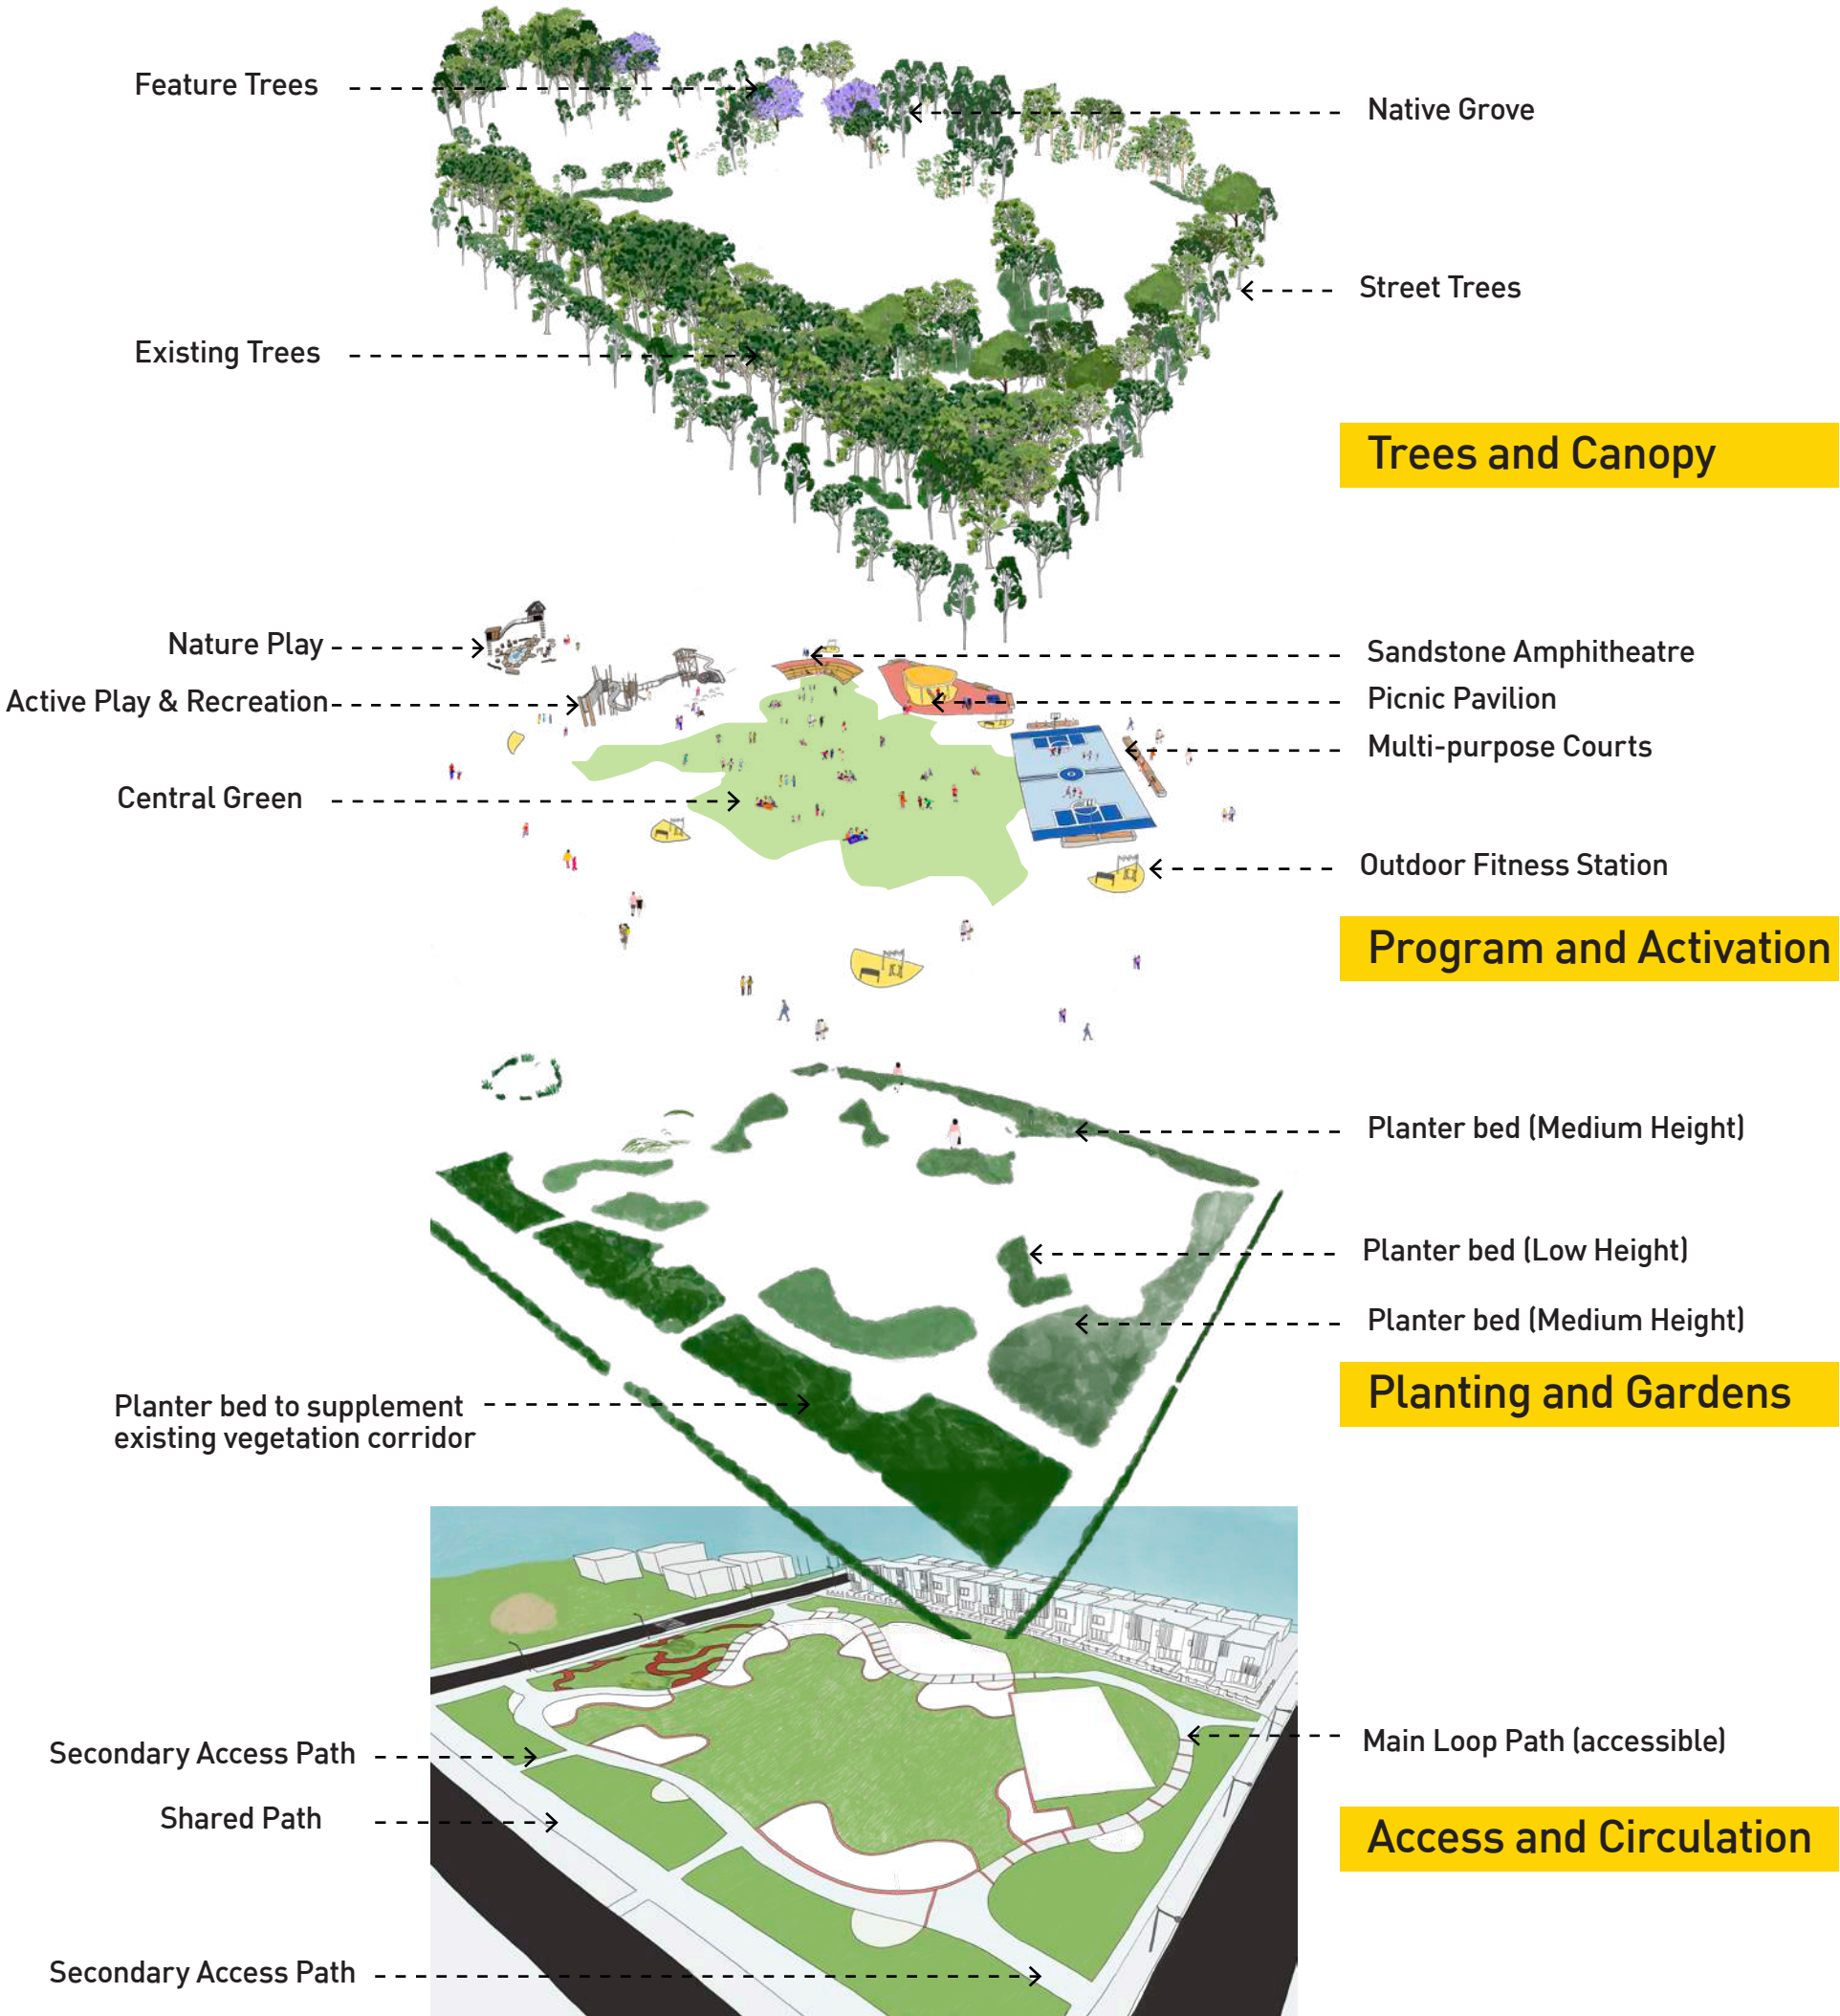 Feature Trees
Native Grove
Street Trees
Existing Trees
Trees and Canopy
Nature Play
Sandstone Amphitheatre
Active Play & Recreation
Picnic Pavilion
Multi-purpose Courts
Central Green
Outdoor Fitness Station
Program and Activation
Planter bed (Medium Height)
Planter bed (Low Height)
Planter bed (Medium Height)
Planting and Gardens
Planter bed to supplement
existing vegetation corridor
Main Loop Path (accessible)
Secondary Access Path
Shared Path
Access and Circulation
Secondary Access Path